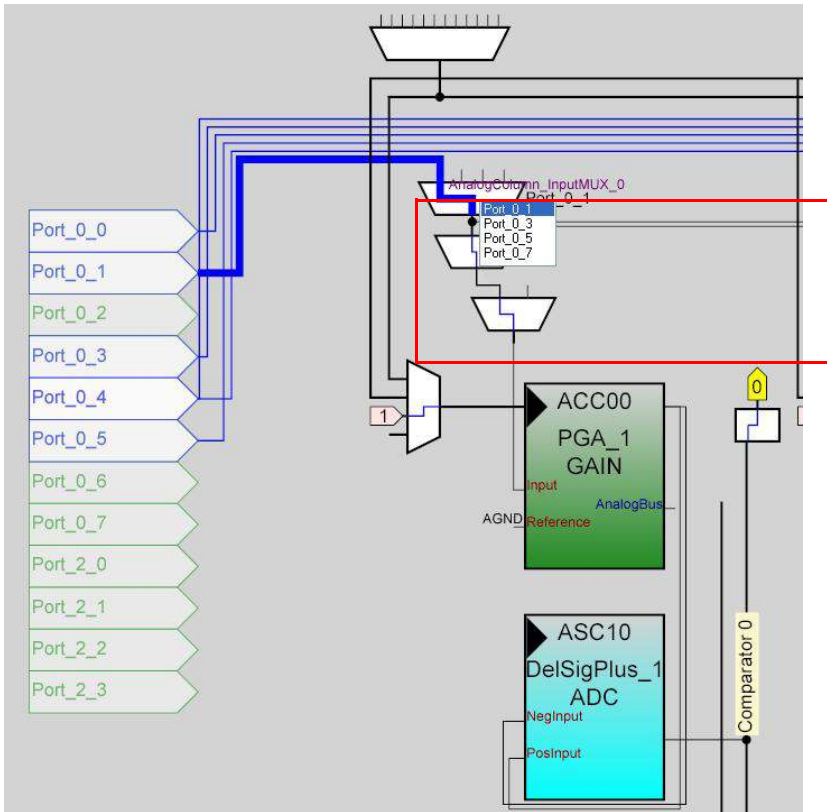 AnalogColumn_InputMUX_0
Port_0_1
Port_0_1
Port_0_3
Port_0_5
Port_0_7
Port_0_0
Port_0_1
Port_0_2
Port_0_3
Port_0_4
Port_0_5
Port_0_6
Port_0_7
Port_2_0
Port_2_1
Port_2_2
Port_2_3
1
0
ACC00
PGA_1
GAIN
Input
AnalogBus
AGND
Reference
ASC10
DelSigPlus_1
ADC
NegInput
PosInput
Comparator 0